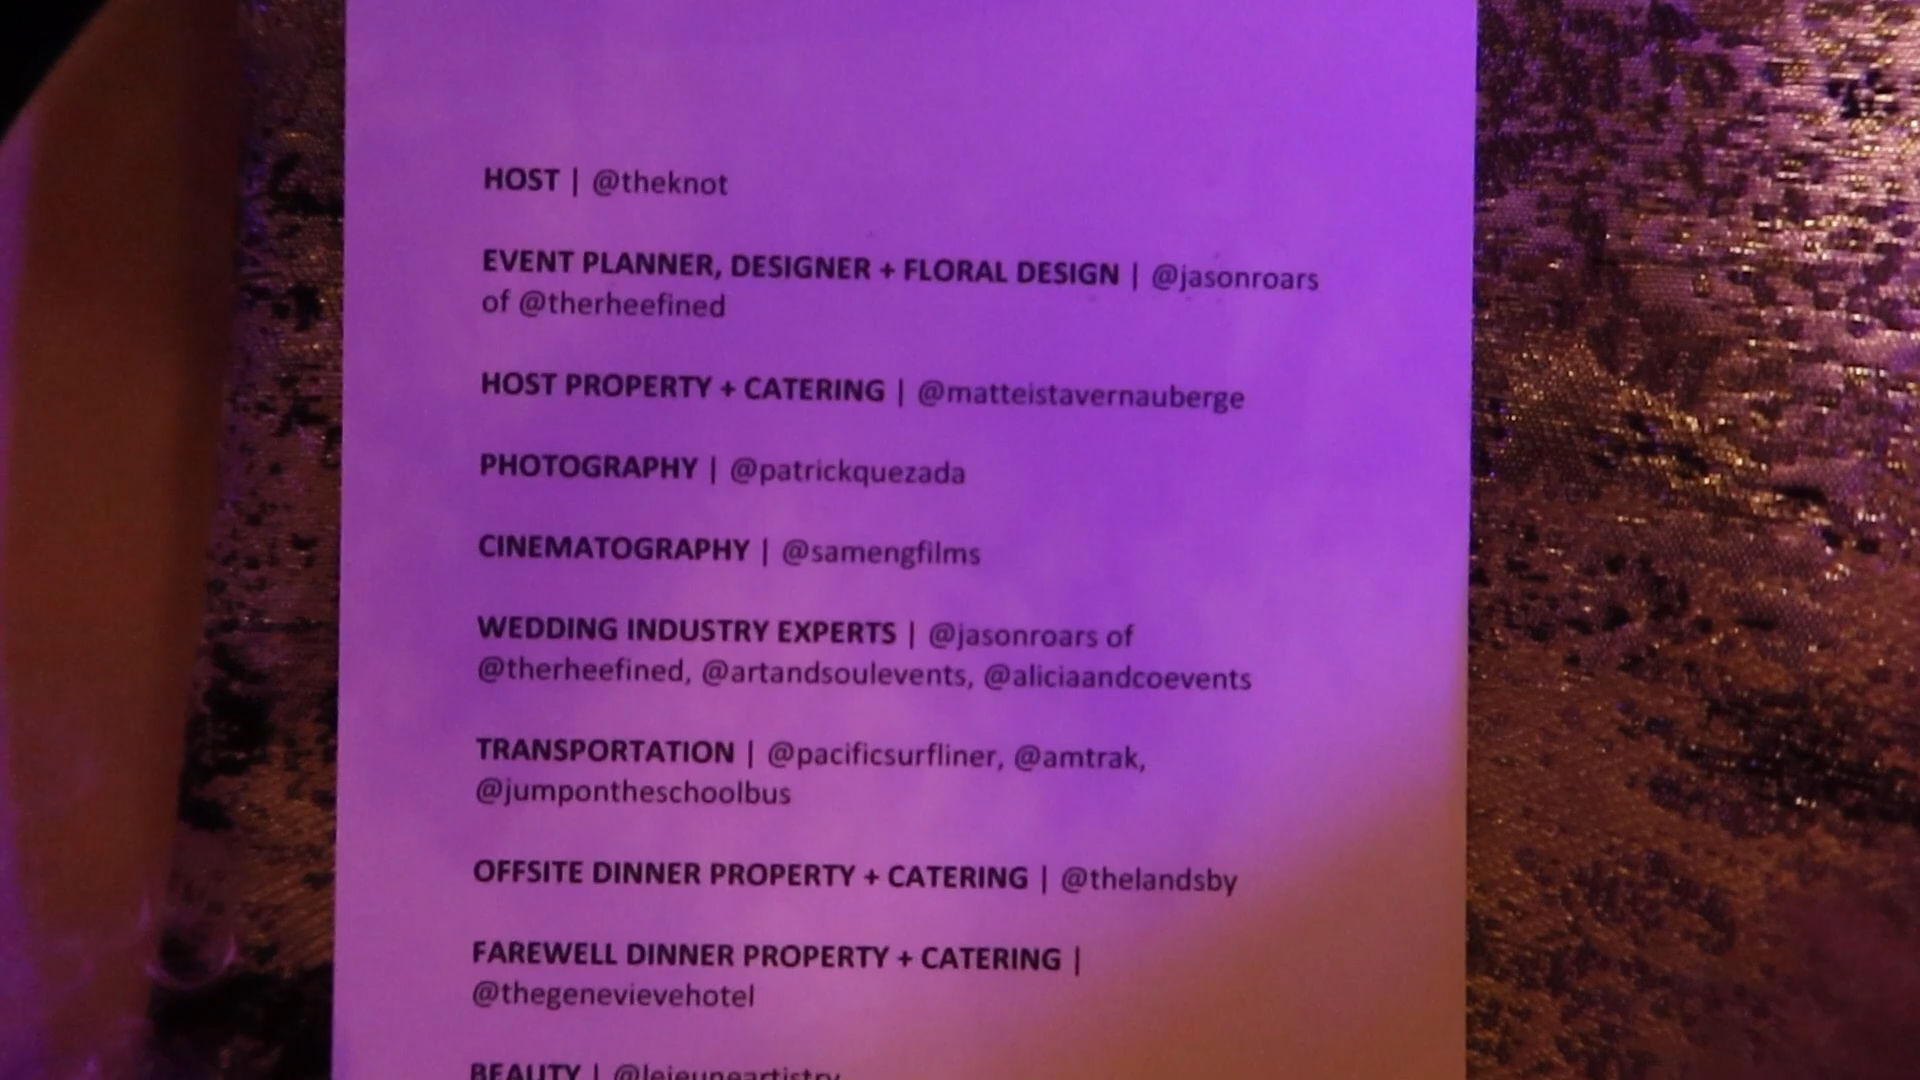 HOST | @theknot
EVENT PLANNER, DESIGNER + FLORAL DESIGN | @jasonroars
of @therheefined
HOST PROPERTY + CATERING | @matteistavernauberge
PHOTOGRAPHY | @patrickquezada
CINEMATOGRAPHY | @samengfilms
WEDDING INDUSTRY EXPERTS | @jasonroars of
@therheefined, @artandsoulevents, @aliciaandcoevents
TRANSPORTATION | @pacificsurfliner, @amtrak,
@jumpontheschoolbus
OFFSITE DINNER PROPERTY + CATERING | @thelandsby
FAREWELL DINNER PROPERTY + CATERING |
@thegenevievehotel
BEAUTY | @lejeuneartistry